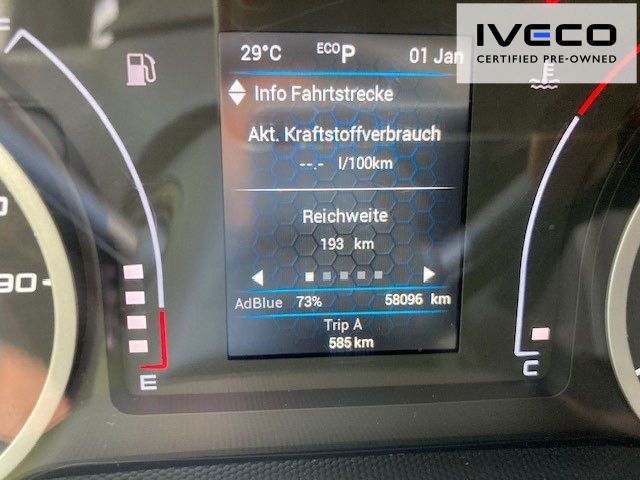 IVECO
CERTIFIED PRE-OWNED
29°C ECO P 01 Jan
Info Fahrtstrecke
Akt. Kraftstoffverbrauch
--.- l/100km
Reichweite
193 km
AdBlue 73% 58096 km
Trip A
585 km
90
E
C